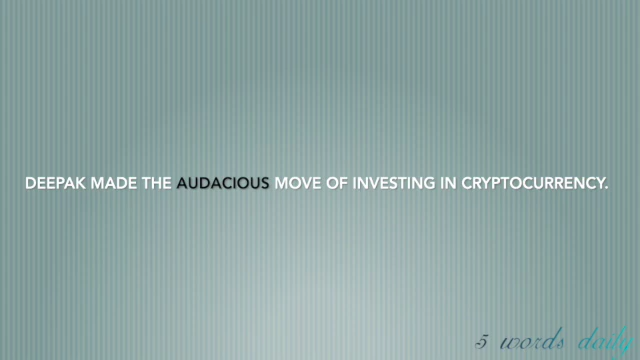 DEEPAK MADE THE AUDACIOUS MOVE OF INVESTING IN CRYPTOCURRENCY.
5 words daily